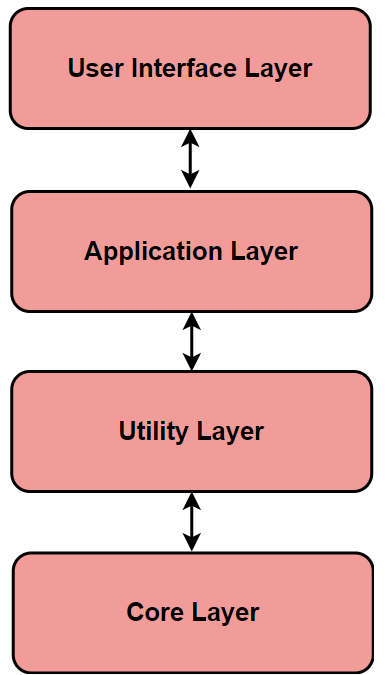 User Interface Layer
Application Layer
Utility Layer
Core Layer